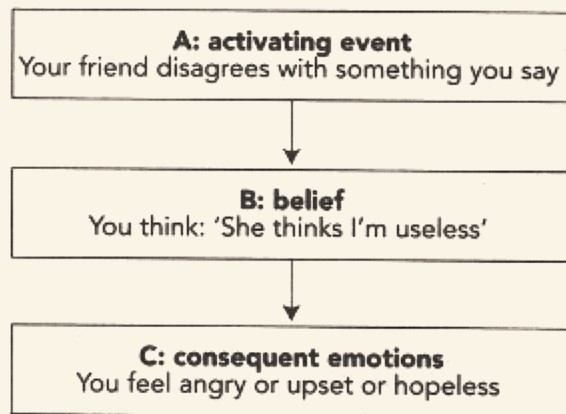 A: activating event
Your friend disagrees with something you say
B: belief
You think: ‘She thinks I’m useless’
C: consequent emotions
You feel angry or upset or hopeless